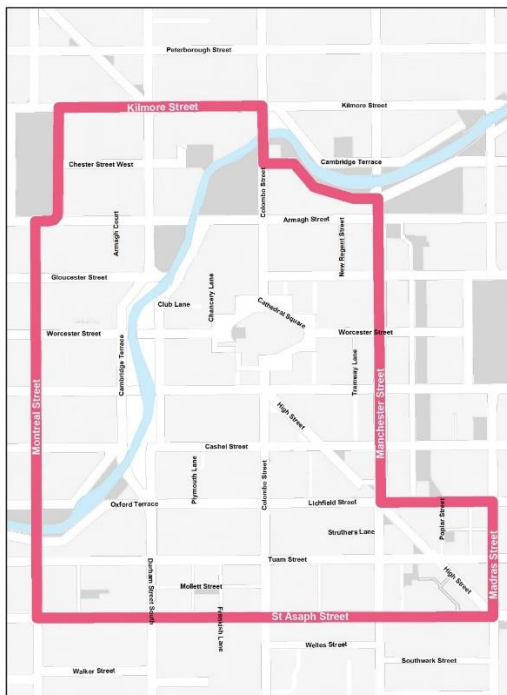 Peterborough Street
Kilmore Street
Kilmore Street
Chester Street West
Cambridge Terrace
Colombo Street
Armagh Street
Armagh Court
New Regent Street
Gloucester Street
Chancery Lane
Club Lane
Cathedral Square
Worcester Street
Worcester Street
Cambridge Terrace
Tramway Lane
Montreal Street
Manchester Street
High Street
Cashel Street
Plymouth Lane
Colombo Street
Oxford Terrace
Lichfield Street
Poplar Street
Struthers Lane
Madras Street
Tuam Street
Durham Street South
High Street
Mollett Street
St Asaph Street
Welles Street
Walker Street
Southwark Street